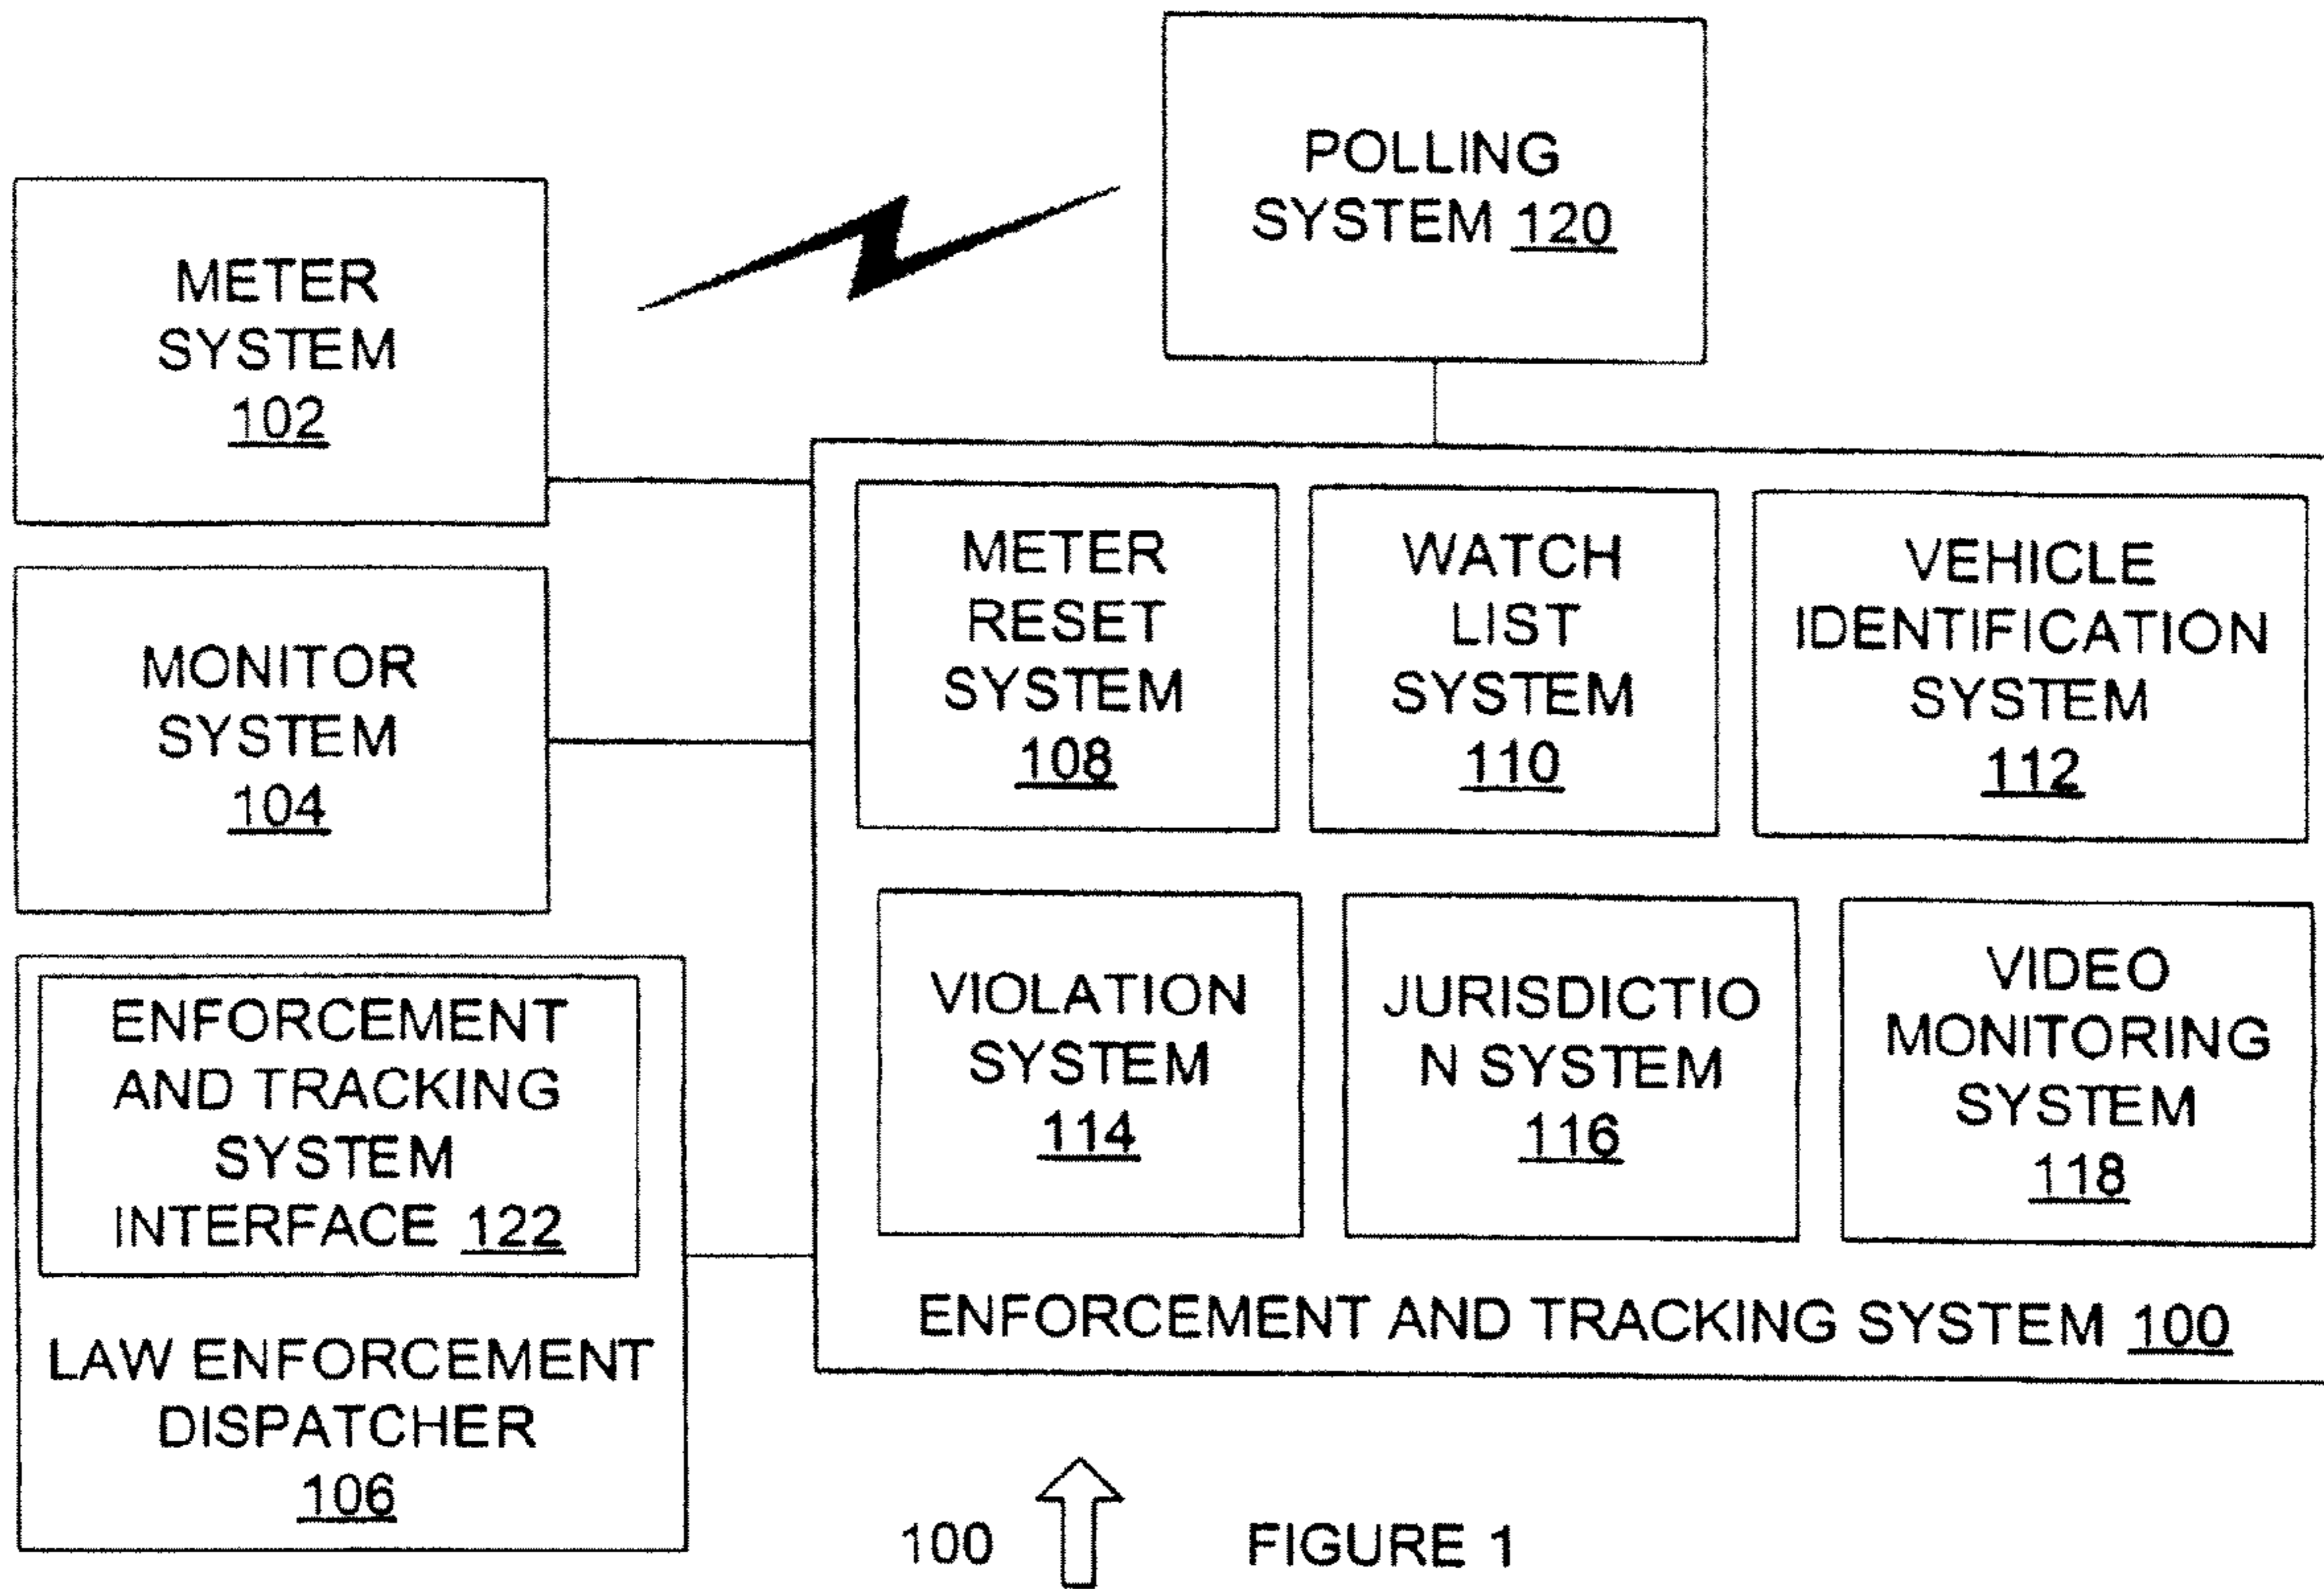 POLLING
SYSTEM 120
METER
SYSTEM
102
MONITOR
SYSTEM
104
ENFORCEMENT
AND TRACKING
SYSTEM
INTERFACE 122
LAW ENFORCEMENT
DISPATCHER
106
METER
RESET
SYSTEM
108
WATCH
LIST
SYSTEM
110
VEHICLE
IDENTIFICATION
SYSTEM
112
VIOLATION
SYSTEM
114
JURISDICTIO
N SYSTEM
116
VIDEO
MONITORING
SYSTEM
118
ENFORCEMENT AND TRACKING SYSTEM 100
100
FIGURE 1